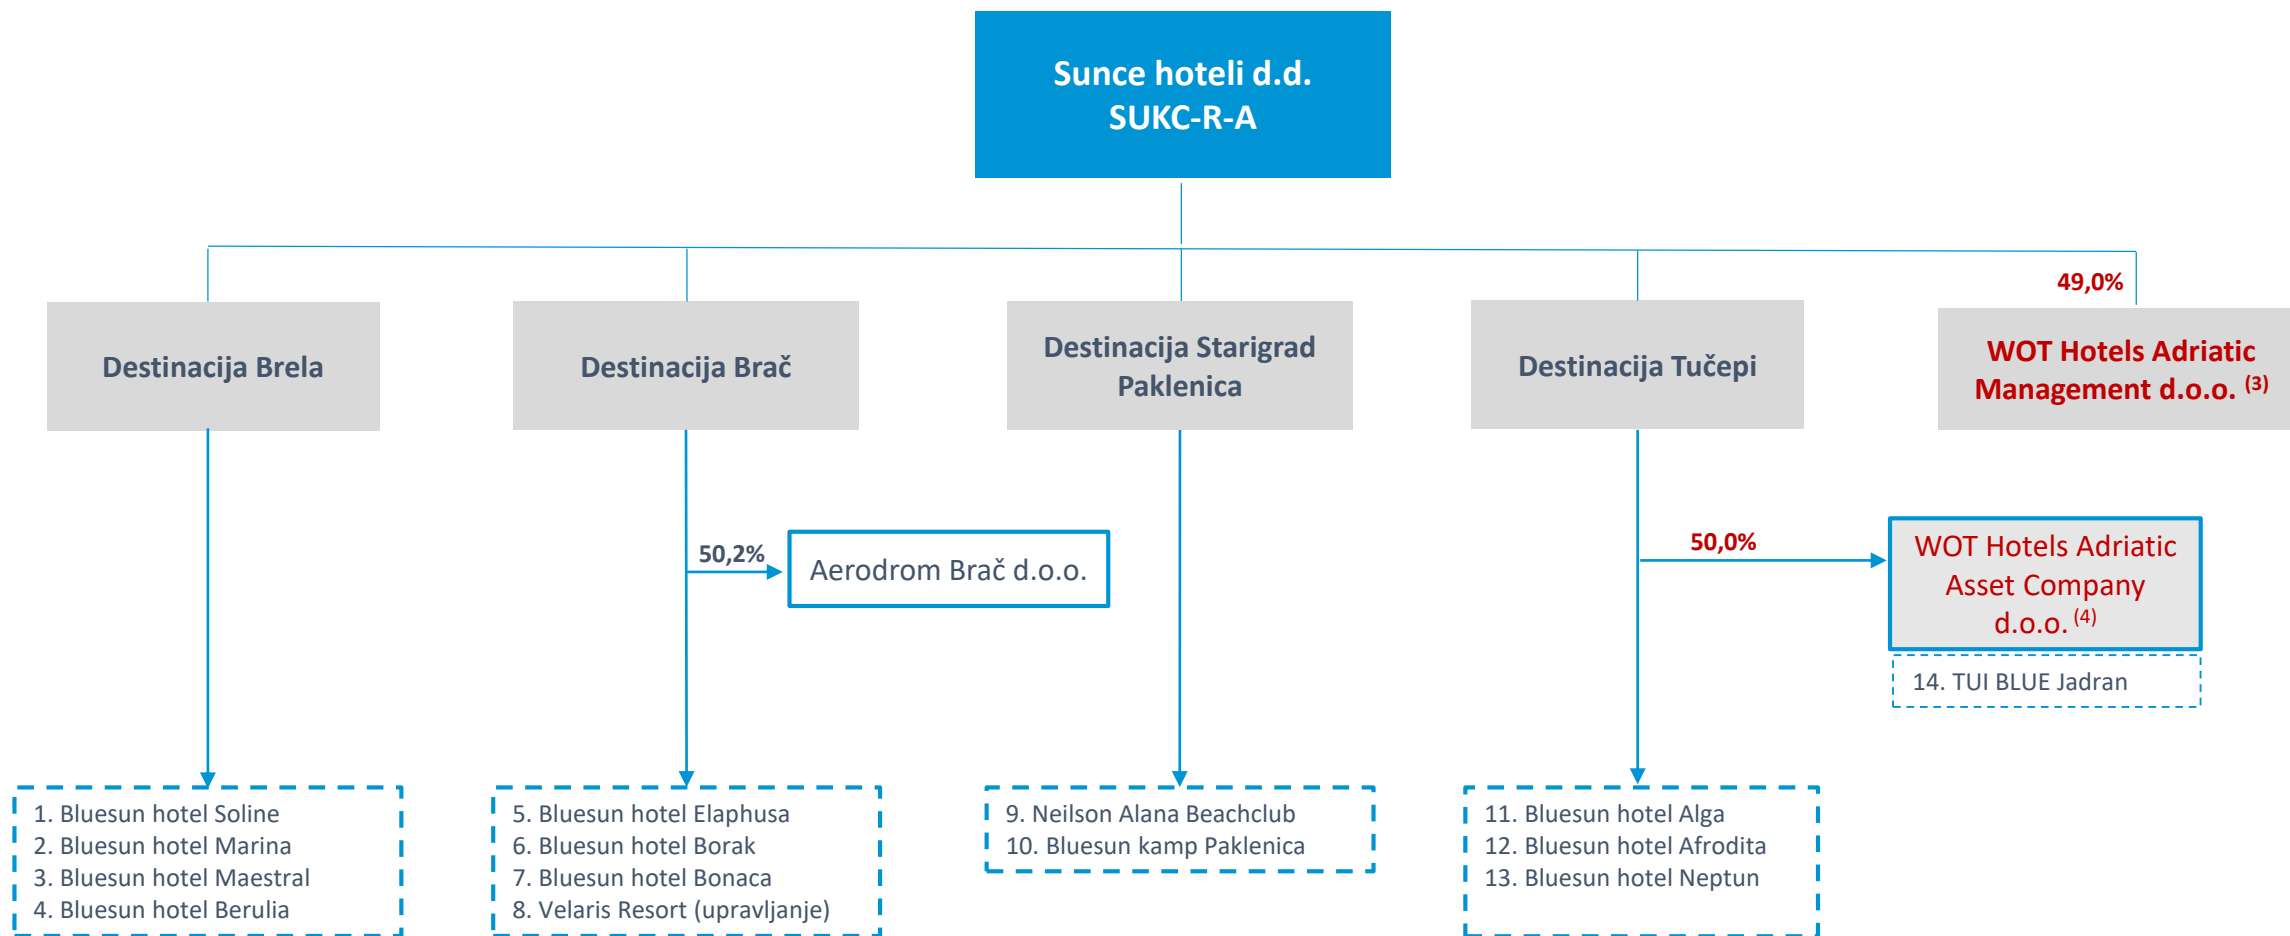 Sunce hoteli d.d.
SUKC-R-A
49,0%
Destinacija Brela
Destinacija Brač
Destinacija Starigrad
Paklenica
Destinacija Tučepi
WOT Hotels Adriatic
Management d.o.o. (3)
50,2%
Aerodrom Brač d.o.o.
50,0%
WOT Hotels Adriatic
Asset Company
d.o.o. (4)
14. TUI BLUE Jadran
1. Bluesun hotel Soline
2. Bluesun hotel Marina
3. Bluesun hotel Maestral
4. Bluesun hotel Berulia
5. Bluesun hotel Elaphusa
6. Bluesun hotel Borak
7. Bluesun hotel Bonaca
8. Velaris Resort (upravljanje)
9. Neilson Alana Beachclub
10. Bluesun kamp Paklenica
11. Bluesun hotel Alga
12. Bluesun hotel Afrodita
13. Bluesun hotel Neptun